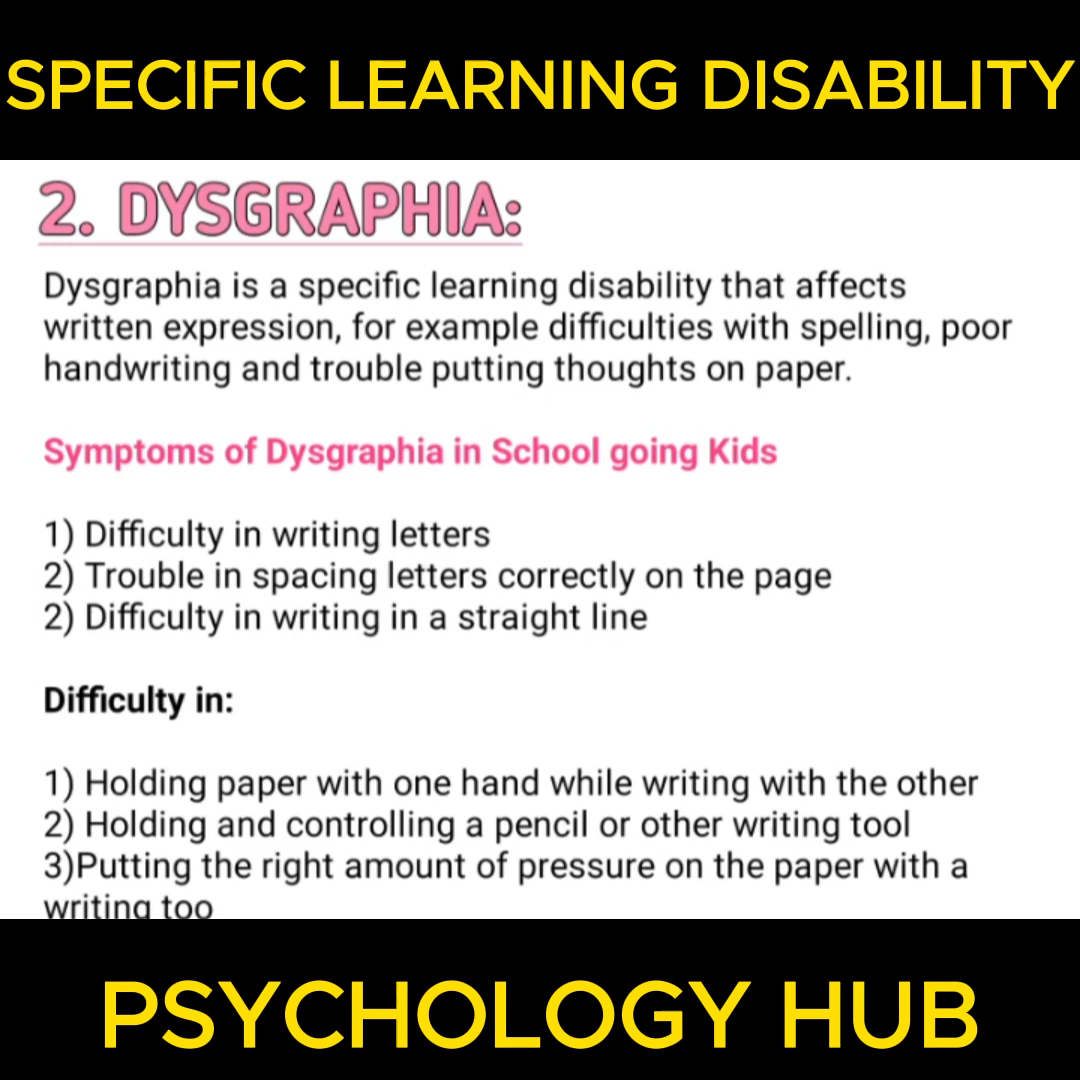 SPECIFIC LEARNING DISABILITY
2. DYSGRAPHIA:
Dysgraphia is a specific learning disability that affects
written expression, for example difficulties with spelling, poor
handwriting and trouble putting thoughts on paper.
Symptoms of Dysgraphia in School going Kids
1) Difficulty in writing letters
2) Trouble in spacing letters correctly on the page
2) Difficulty in writing in a straight line
Difficulty in:
1) Holding paper with one hand while writing with the other
2) Holding and controlling a pencil or other writing tool
3)Putting the right amount of pressure on the paper with a
writing too
PSYCHOLOGY HUB